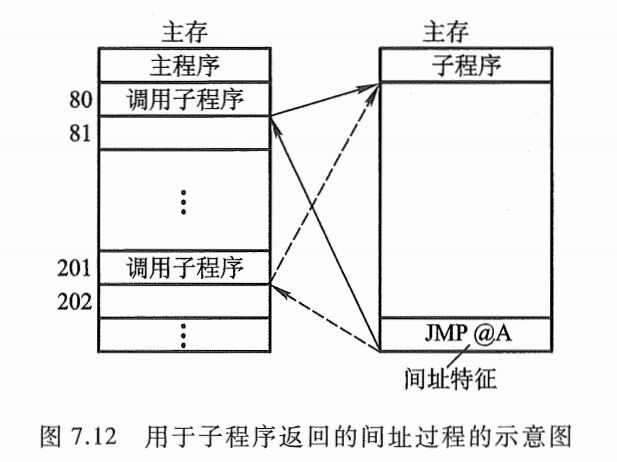 主存
主程序
80 调用子程序
81
⋮
201 调用子程序
202
⋮
主存
子程序
JMP @A
间址特征
图 7.12 用于子程序返回的间址过程的示意图